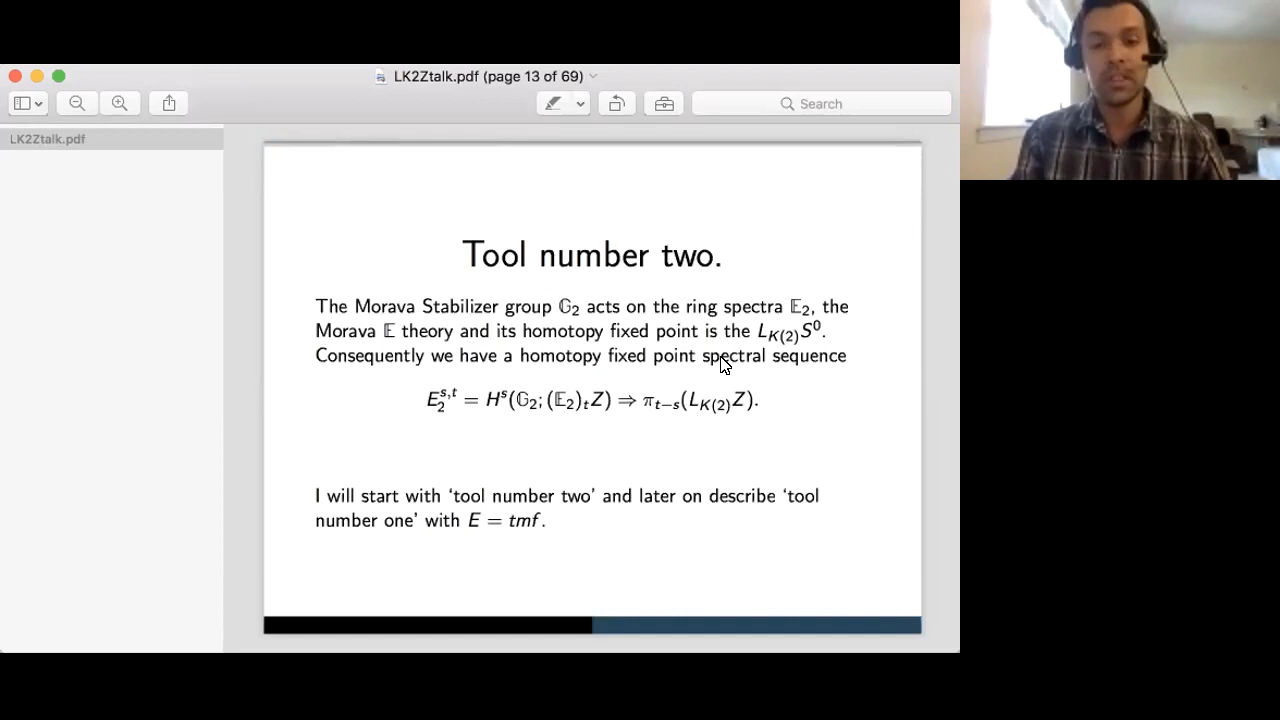 LK2Ztalk.pdf (page 13 of 69)
Search
LK2Ztalk.pdf
Tool number two.
The Morava Stabilizer group 𝔾₂ acts on the ring spectra 𝔼₂, the
Morava 𝔼 theory and its homotopy fixed point is the L_{K(2)}S⁰.
Consequently we have a homotopy fixed point spectral sequence
E_2^{s,t} = H^s(𝔾₂; (𝔼₂)_t Z) ⇒ π_{t−s}(L_{K(2)}Z).
I will start with ‘tool number two’ and later on describe ‘tool
number one’ with E = tmf.